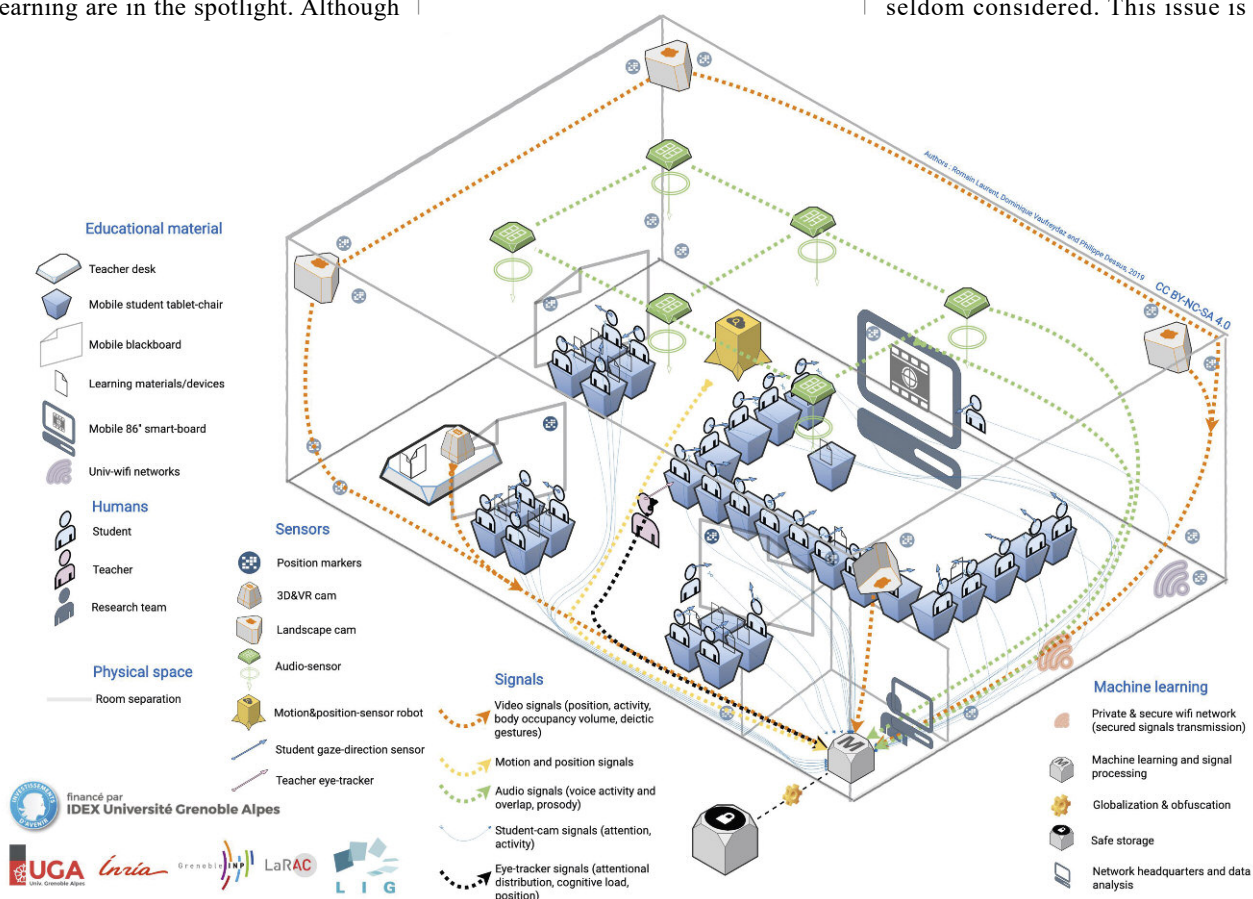 earning are in the spotlight. Although
seldom considered. This issue is
Authors : Romain Laurent, Dominique Vaufreydaz and Philippe Dessus, 2019
CC BY-NC-SA 4.0
Educational material
Teacher desk
Mobile student tablet-chair
Mobile blackboard
Learning materials/devices
Mobile 86" smart-board
Univ-wifi networks
Humans
Student
Teacher
Research team
Physical space
Room separation
Sensors
Position markers
3D&VR cam
Landscape cam
Audio-sensor
Motion&position-sensor robot
Student gaze-direction sensor
Teacher eye-tracker
Signals
Video signals (position, activity,
body occupancy volume, deictic
gestures)
Motion and position signals
Audio signals (voice activity and
overlap, prosody)
Student-cam signals (attention,
activity)
Eye-tracker signals (attentional
distribution, cognitive load,
position)
M
Machine learning
Private & secure wifi network
(secured signals transmission)
M
Machine learning and signal
processing
Globalization & obfuscation
Safe storage
Network headquarters and data
analysis
INVESTISSEMENTS
D'AVENIR
financé par
IDEX Université Grenoble Alpes
UGA
Univ. Grenoble Alpes
Inria
Grenoble INP
LaRAC
LIG